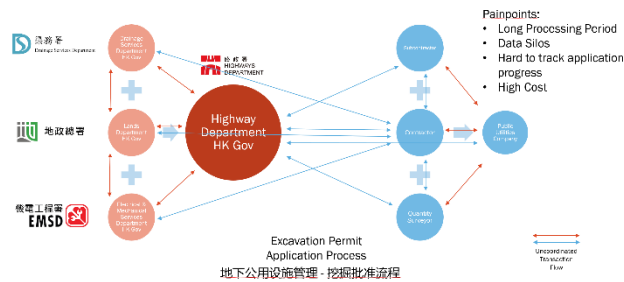 渠務署
Drainage Services Department
Drainage
Services
Department
HK Gov
路政署
HIGHWAYS
DEPARTMENT
Subcontractor
Painpoints:
• Long Processing Period
• Data Silos
• Hard to track application
progress
• High Cost
地政總署
Lands
Department
HK Gov
Highway
Department
HK Gov
Contractor
Public
Utilities
Company
機電工程署
EMSD
Electrical &
Mechanical
Services
Department
HK Gov
Quantity
Surveyor
Excavation Permit
Application Process
地下公用设施管理 - 挖掘批准流程
Uncoordinated
Transaction
Flow